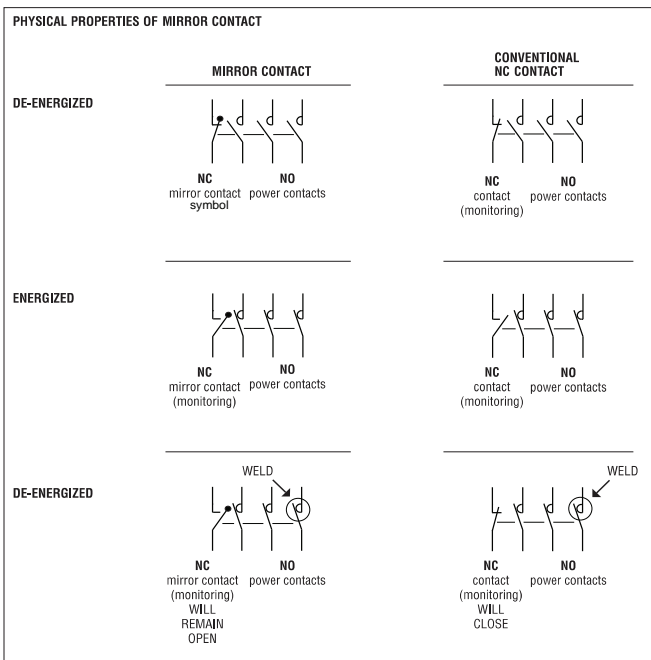 PHYSICAL PROPERTIES OF MIRROR CONTACT
MIRROR CONTACT
CONVENTIONAL
NC CONTACT
DE-ENERGIZED
NC
mirror contact
symbol
NO
power contacts
NC
contact
(monitoring)
NO
power contacts
ENERGIZED
NC
mirror contact
(monitoring)
NO
power contacts
NC
contact
(monitoring)
NO
power contacts
DE-ENERGIZED
WELD
NC
mirror contact
(monitoring)
WILL
REMAIN
OPEN
NO
power contacts
WELD
NC
contact
(monitoring)
WILL
CLOSE
NO
power contacts